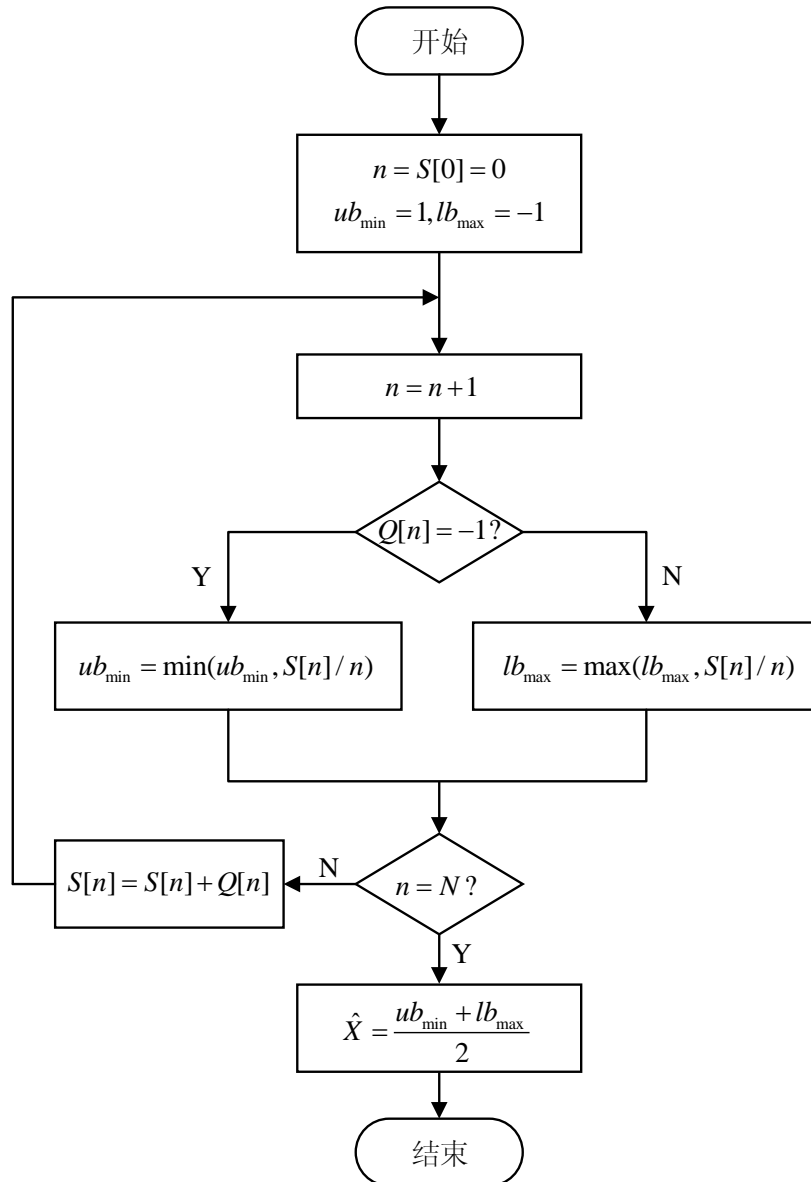 开始
n = S[0] = 0
ub_min = 1, lb_max = −1
n = n + 1
Q[n] = −1?
Y
N
ub_min = min(ub_min, S[n] / n)
lb_max = max(lb_max, S[n] / n)
S[n] = S[n] + Q[n]
N
n = N ?
Y
X̂ = (ub_min + lb_max) / 2
结束